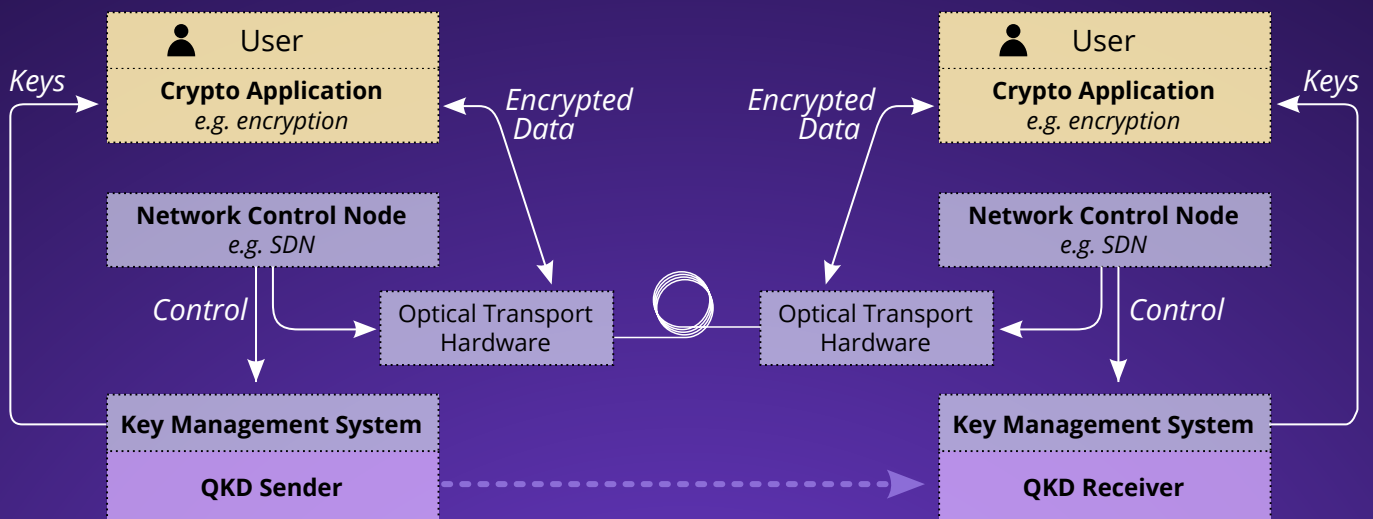 User
Crypto Application
e.g. encryption
Keys
Encrypted
Data
Network Control Node
e.g. SDN
Control
Optical Transport
Hardware
Key Management System
QKD Sender
User
Crypto Application
e.g. encryption
Keys
Encrypted
Data
Network Control Node
e.g. SDN
Control
Optical Transport
Hardware
Key Management System
QKD Receiver